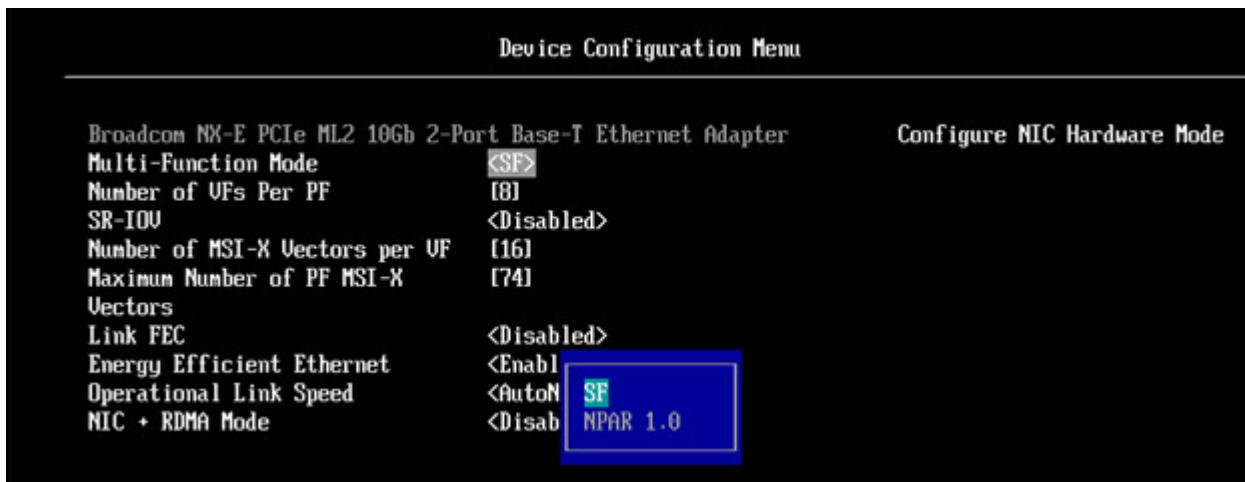 Device Configuration Menu
Broadcom NX-E PCIe ML2 10Gb 2-Port Base-T Ethernet Adapter Configure NIC Hardware Mode
Multi-Function Mode <SF>
Number of VFs Per PF [8]
SR-IOV <Disabled>
Number of MSI-X Vectors per VF [16]
Maximum Number of PF MSI-X [74]
Vectors
Link FEC <Disabled>
Energy Efficient Ethernet <Enabl
Operational Link Speed <AutoN SF
NIC + RDMA Mode <Disab NPAR 1.0